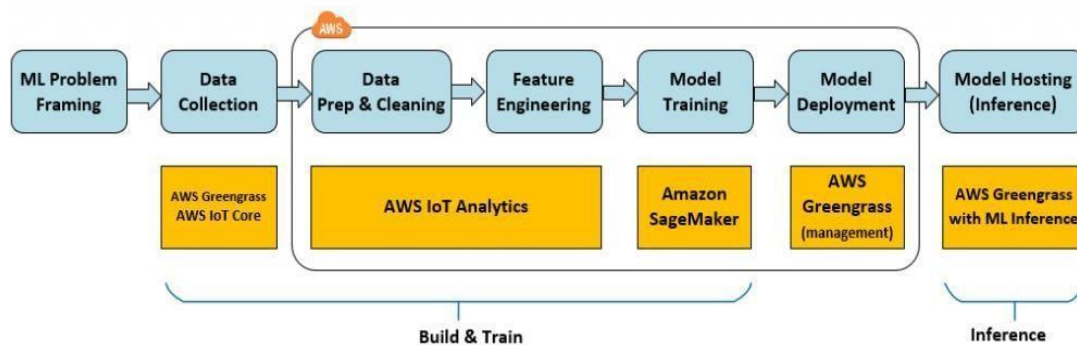 AWS
ML Problem
Framing
Data
Collection
Data
Prep & Cleaning
Feature
Engineering
Model
Training
Model
Deployment
Model Hosting
(Inference)
AWS Greengrass
AWS IoT Core
AWS IoT Analytics
Amazon
SageMaker
AWS
Greengrass
(management)
AWS Greengrass
with ML Inference
Build & Train
Inference